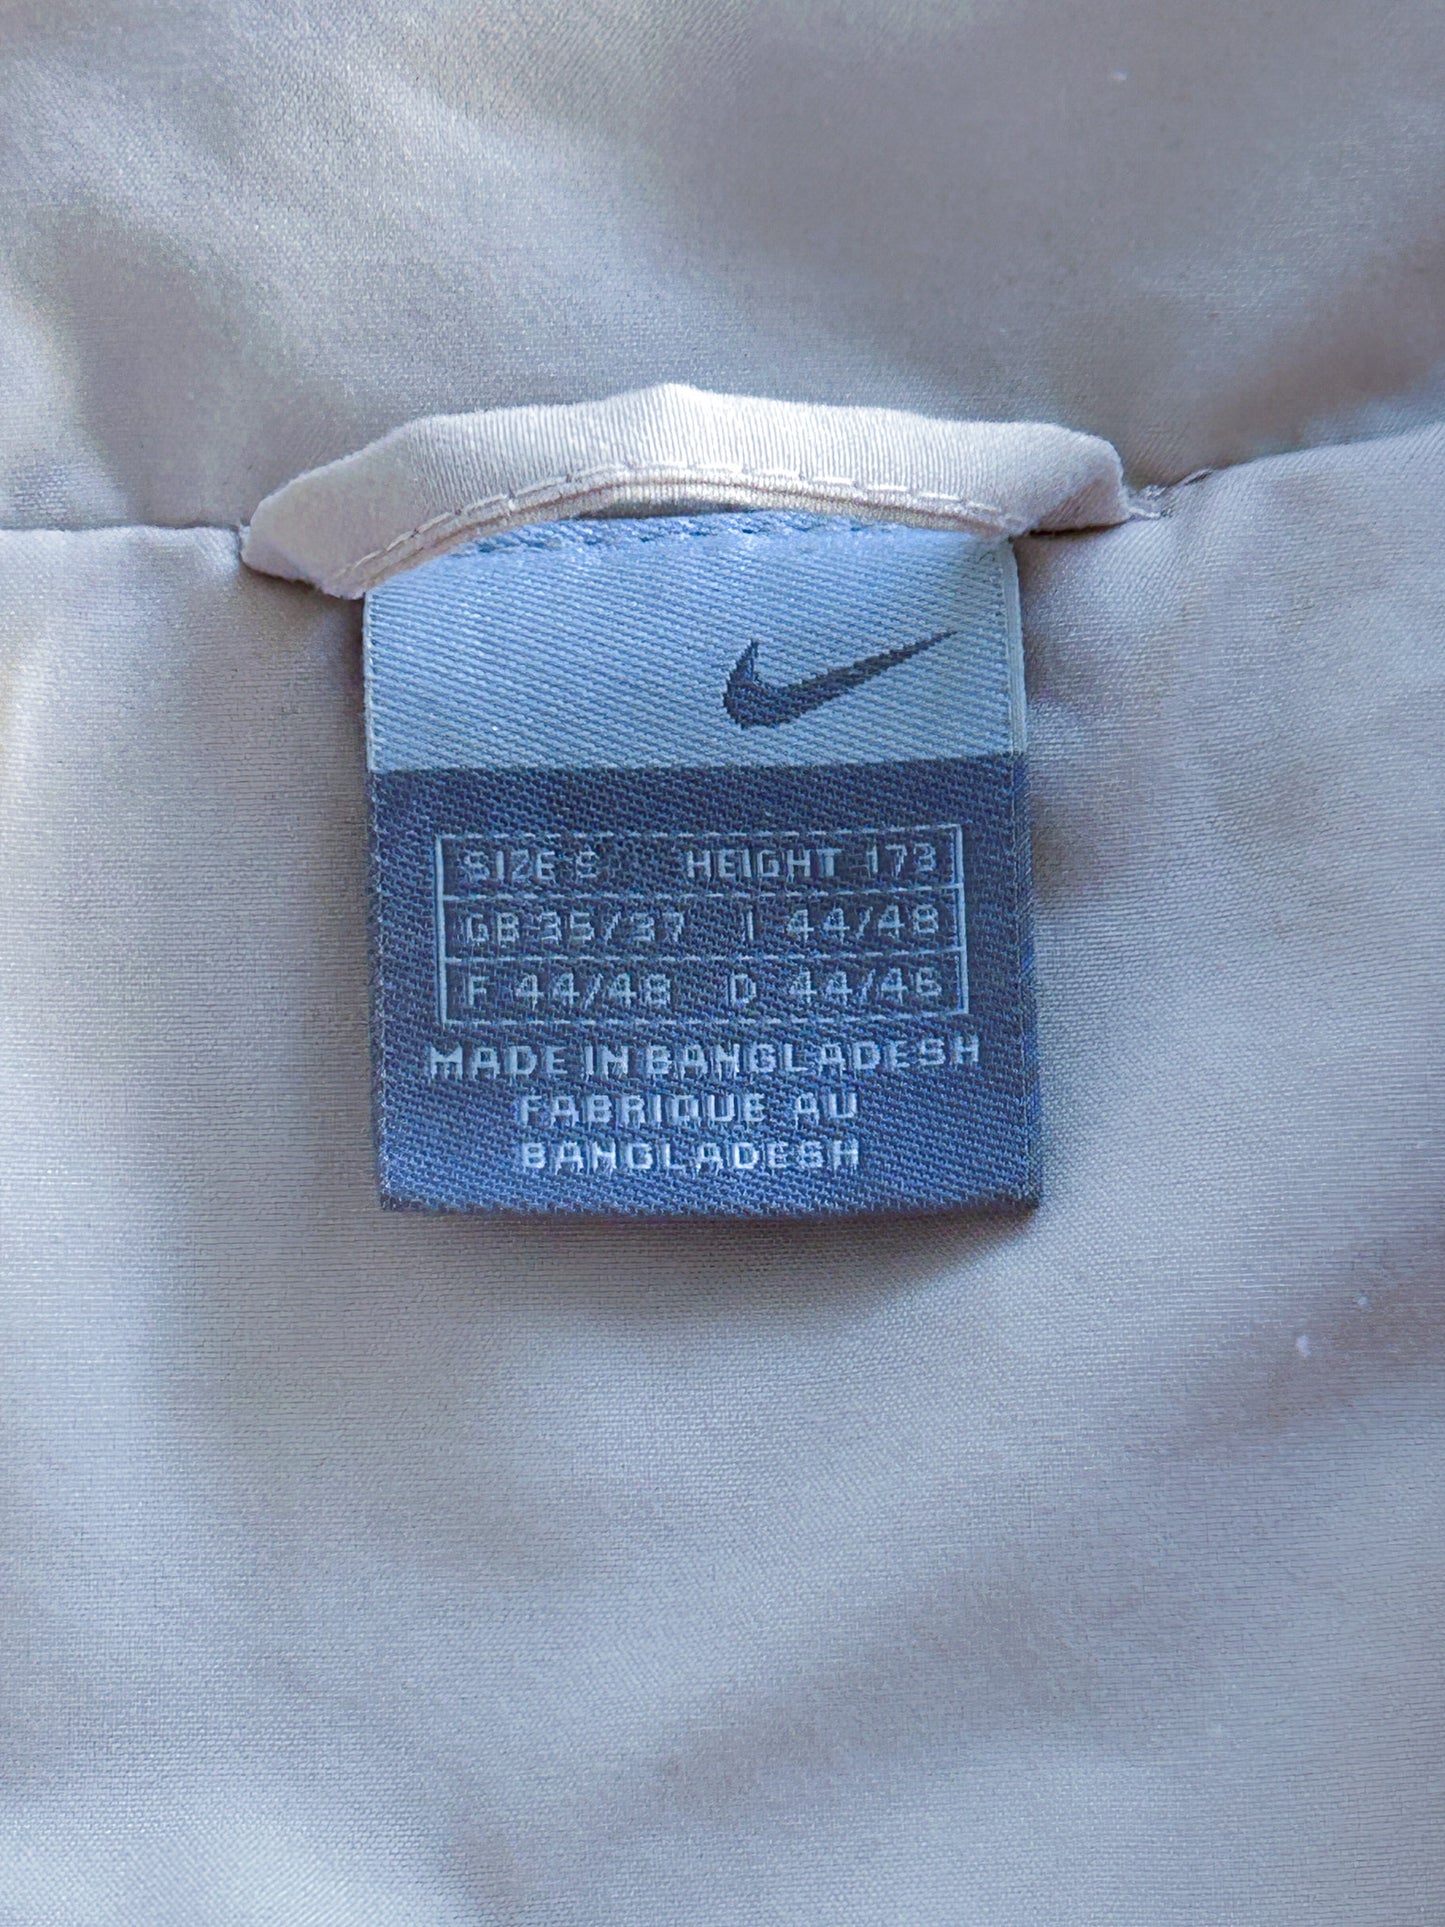 SIZE S HEIGHT 173
GB 35/37 I 44/48
F 44/48 D 44/46
MADE IN BANGLADESH
FABRIQUE AU
BANGLADESH